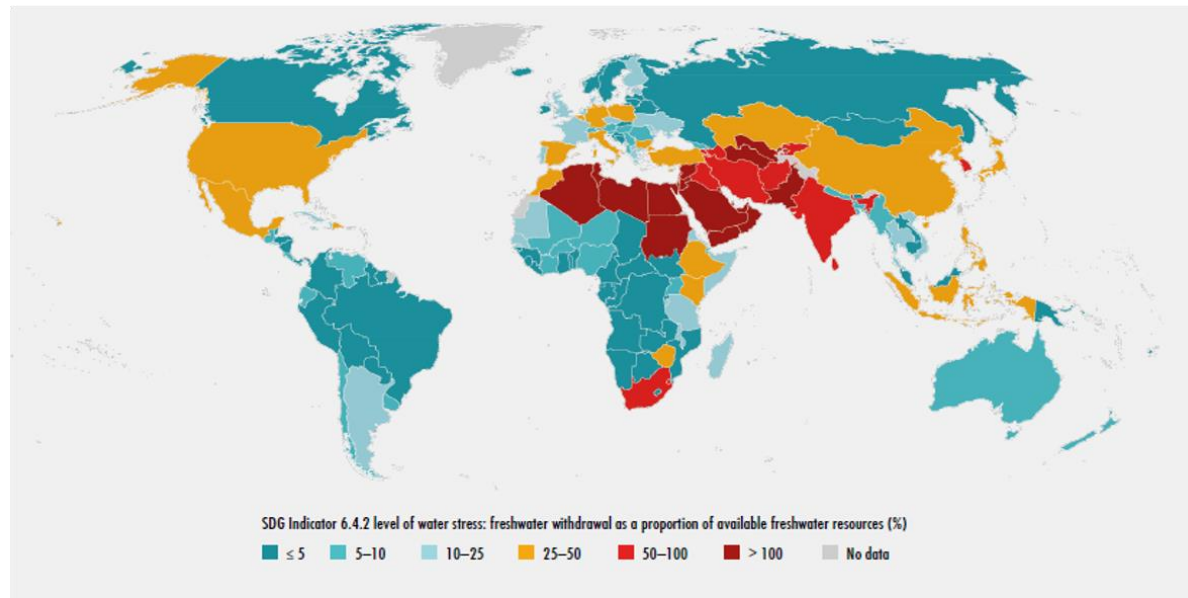 SDG Indicator 6.4.2 level of water stress: freshwater withdrawal as a proportion of available freshwater resources (%)
≤ 5 5–10 10–25 25–50 50–100 > 100 No data